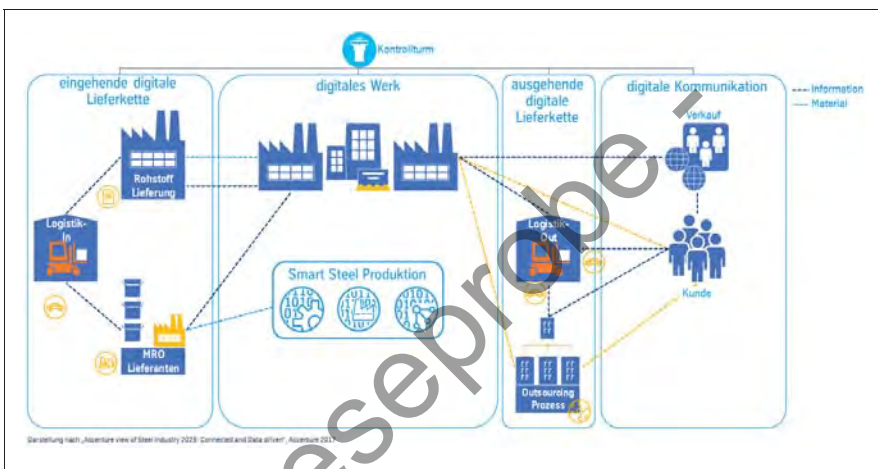 Kontrollturm
eingehende digitale
Lieferkette
digitales Werk
ausgehende
digitale
Lieferkette
digitale Kommunikation
Information
Material
Verkauf
Rohstoff
Lieferung
Logistik-
In
Logistik-
Out
Smart Steel Produktion
Kunde
MRO
Lieferanten
Outsourcing
Prozess
Darstellung nach „Accenture view of Steel Industry 2023: Connected and Data driven“, Accenture 2017
Leseprobe -